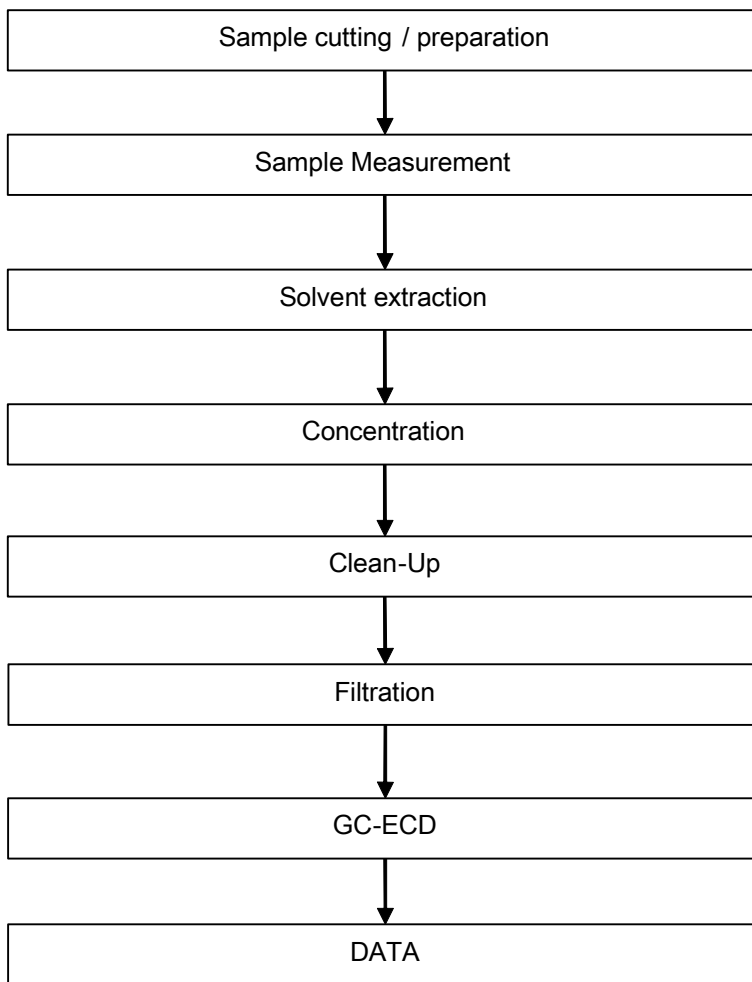 Sample cutting / preparation
Sample Measurement
Solvent extraction
Concentration
Clean-Up
Filtration
GC-ECD
DATA